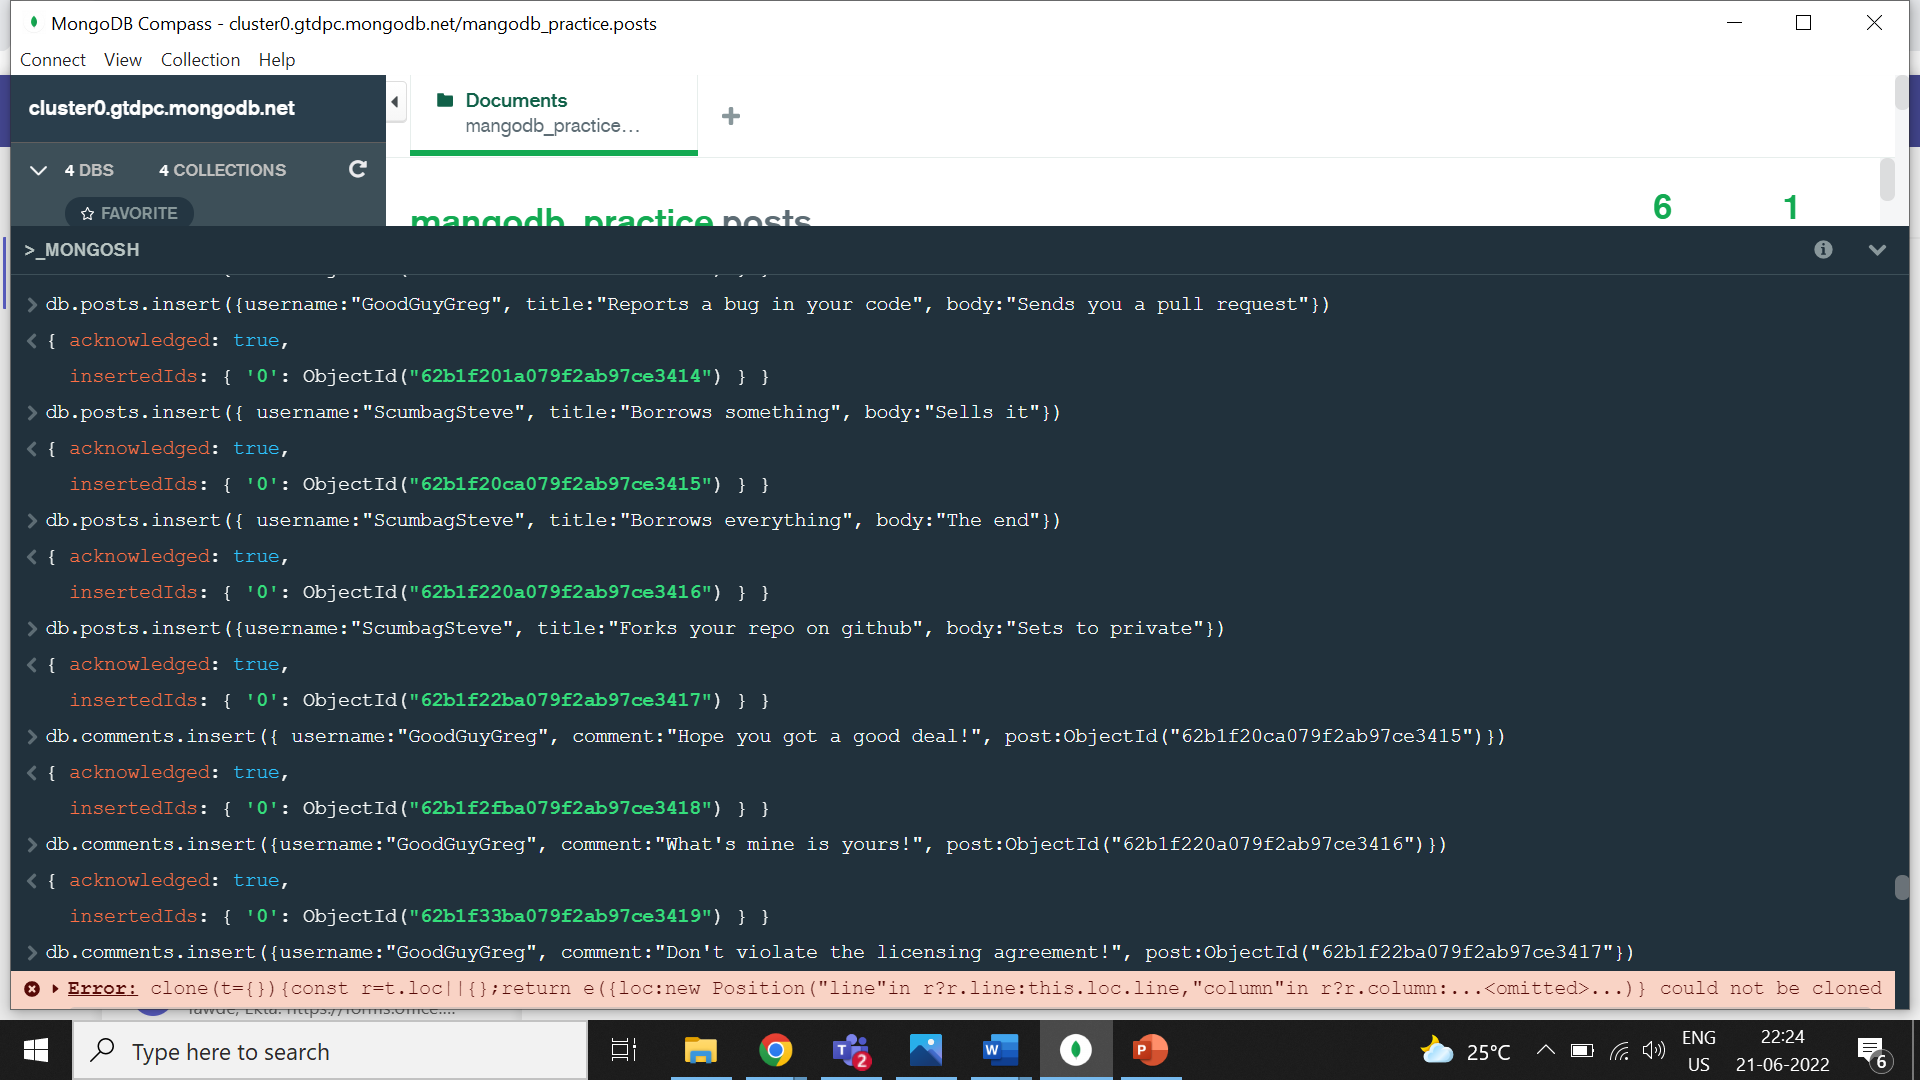 MongoDB Compass - cluster0.gtdpc.mongodb.net/mangodb_practice.posts
Connect View Collection Help
cluster0.gtdpc.mongodb.net
Documents
mangodb_practice…
4 DBS 4 COLLECTIONS
FAVORITE
mangodb_practice.posts
6 1
>_MONGOSH
db.posts.insert({username:"GoodGuyGreg", title:"Reports a bug in your code", body:"Sends you a pull request"})
{ acknowledged: true,
insertedIds: { '0': ObjectId("62b1f201a079f2ab97ce3414") } }
db.posts.insert({ username:"ScumbagSteve", title:"Borrows something", body:"Sells it"})
{ acknowledged: true,
insertedIds: { '0': ObjectId("62b1f20ca079f2ab97ce3415") } }
db.posts.insert({ username:"ScumbagSteve", title:"Borrows everything", body:"The end"})
{ acknowledged: true,
insertedIds: { '0': ObjectId("62b1f220a079f2ab97ce3416") } }
db.posts.insert({username:"ScumbagSteve", title:"Forks your repo on github", body:"Sets to private"})
{ acknowledged: true,
insertedIds: { '0': ObjectId("62b1f22ba079f2ab97ce3417") } }
db.comments.insert({ username:"GoodGuyGreg", comment:"Hope you got a good deal!", post:ObjectId("62b1f20ca079f2ab97ce3415")})
{ acknowledged: true,
insertedIds: { '0': ObjectId("62b1f2fba079f2ab97ce3418") } }
db.comments.insert({username:"GoodGuyGreg", comment:"What's mine is yours!", post:ObjectId("62b1f220a079f2ab97ce3416")})
{ acknowledged: true,
insertedIds: { '0': ObjectId("62b1f33ba079f2ab97ce3419") } }
db.comments.insert({username:"GoodGuyGreg", comment:"Don't violate the licensing agreement!", post:ObjectId("62b1f22ba079f2ab97ce3417"})
Error: clone(t={}){const r=t.loc||{};return e({loc:new Position("line"in r?r.line:this.loc.line,"column"in r?r.column:...<omitted>...)} could not be cloned
Ekta. https://forms.office....
Type here to search
2
25°C
ENG
US
22:24
21-06-2022
6